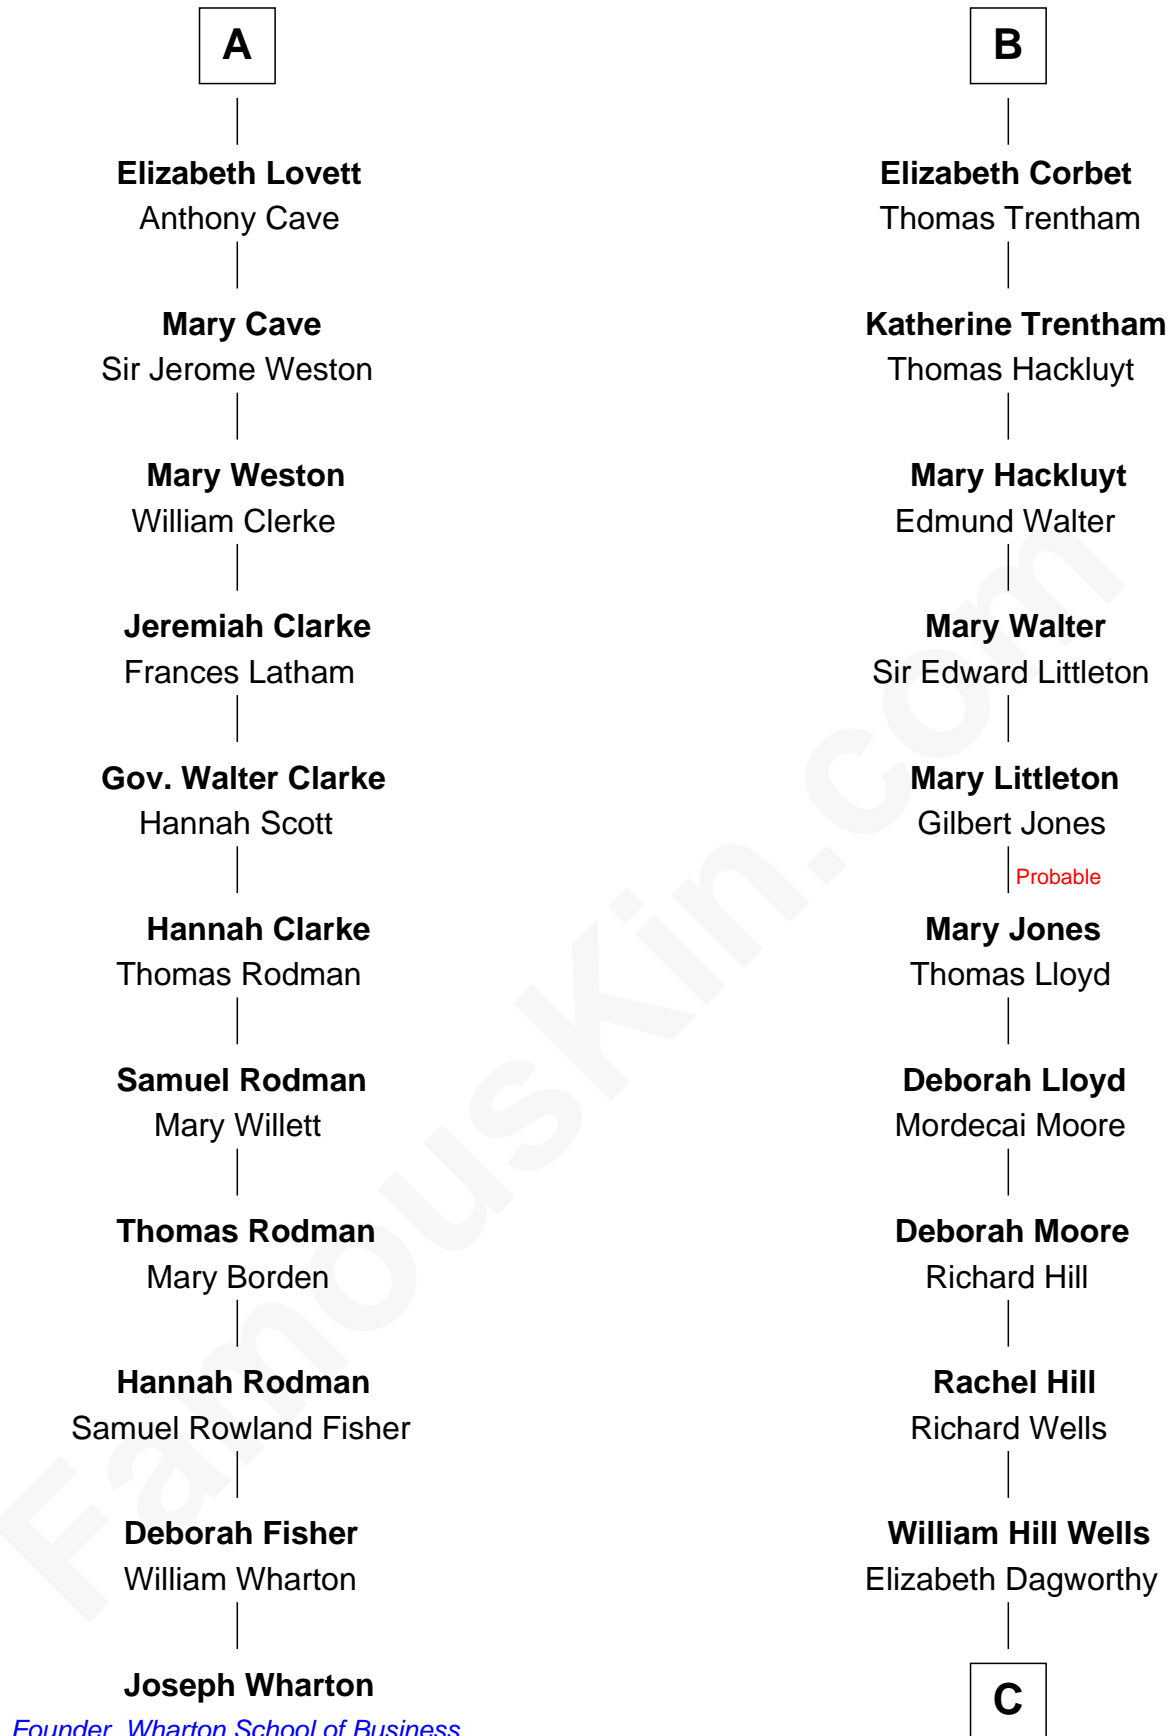 A
Elizabeth Lovett
Anthony Cave
Mary Cave
Sir Jerome Weston
Mary Weston
William Clerke
Jeremiah Clarke
Frances Latham
Gov. Walter Clarke
Hannah Scott
Hannah Clarke
Thomas Rodman
Samuel Rodman
Mary Willett
Thomas Rodman
Mary Borden
Hannah Rodman
Samuel Rowland Fisher
Deborah Fisher
William Wharton
Joseph Wharton
Founder, Wharton School of Business
B
Elizabeth Corbet
Thomas Trentham
Katherine Trentham
Thomas Hackluyt
Mary Hackluyt
Edmund Walter
Mary Walter
Sir Edward Littleton
Mary Littleton
Gilbert Jones
Probable
Mary Jones
Thomas Lloyd
Deborah Lloyd
Mordecai Moore
Deborah Moore
Richard Hill
Rachel Hill
Richard Wells
William Hill Wells
Elizabeth Dagworthy
C
FamousKin.com